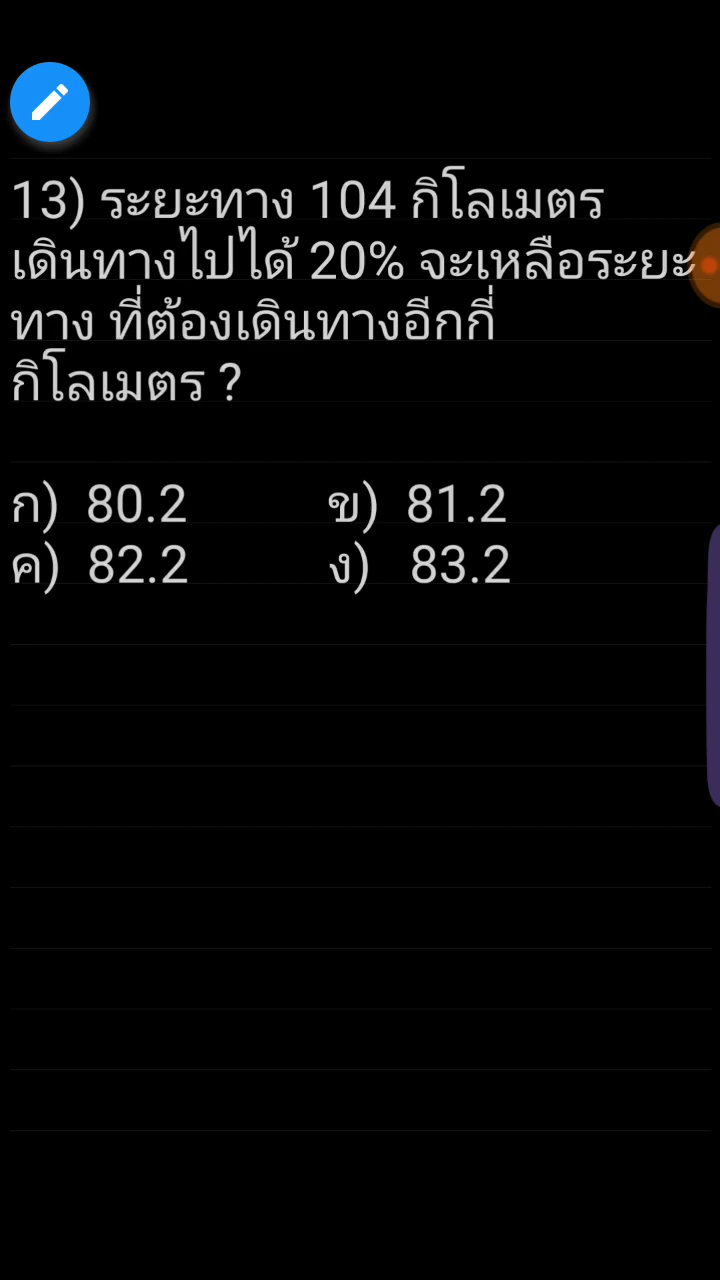 13) ระยะทาง 104 กิโลเมตร
เดินทางไปได้ 20% จะเหลือระยะ
ทาง ที่ต้องเดินทางอีกกี่
กิโลเมตร ?
ก) 80.2 ข) 81.2
ค) 82.2 ง) 83.2